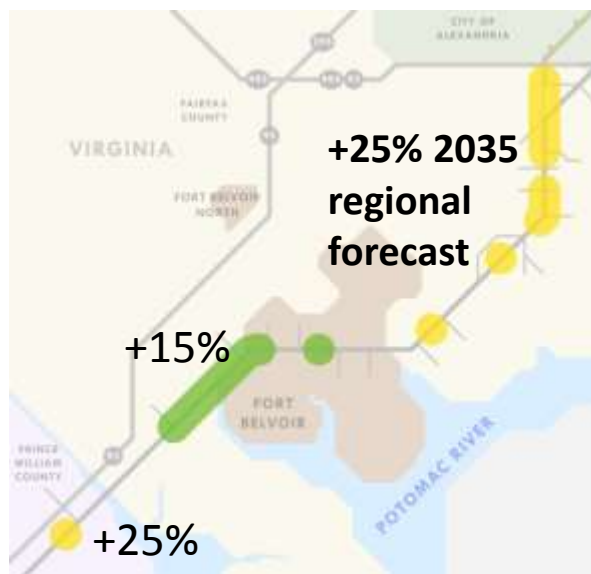 CITY OF
ALEXANDRIA
FAIRFAX
COUNTY
VIRGINIA
+25% 2035
regional
forecast
FORT BELVOIR
NORTH
+15%
FORT
BELVOIR
POTOMAC RIVER
PRINCE
WILLIAM
COUNTY
+25%